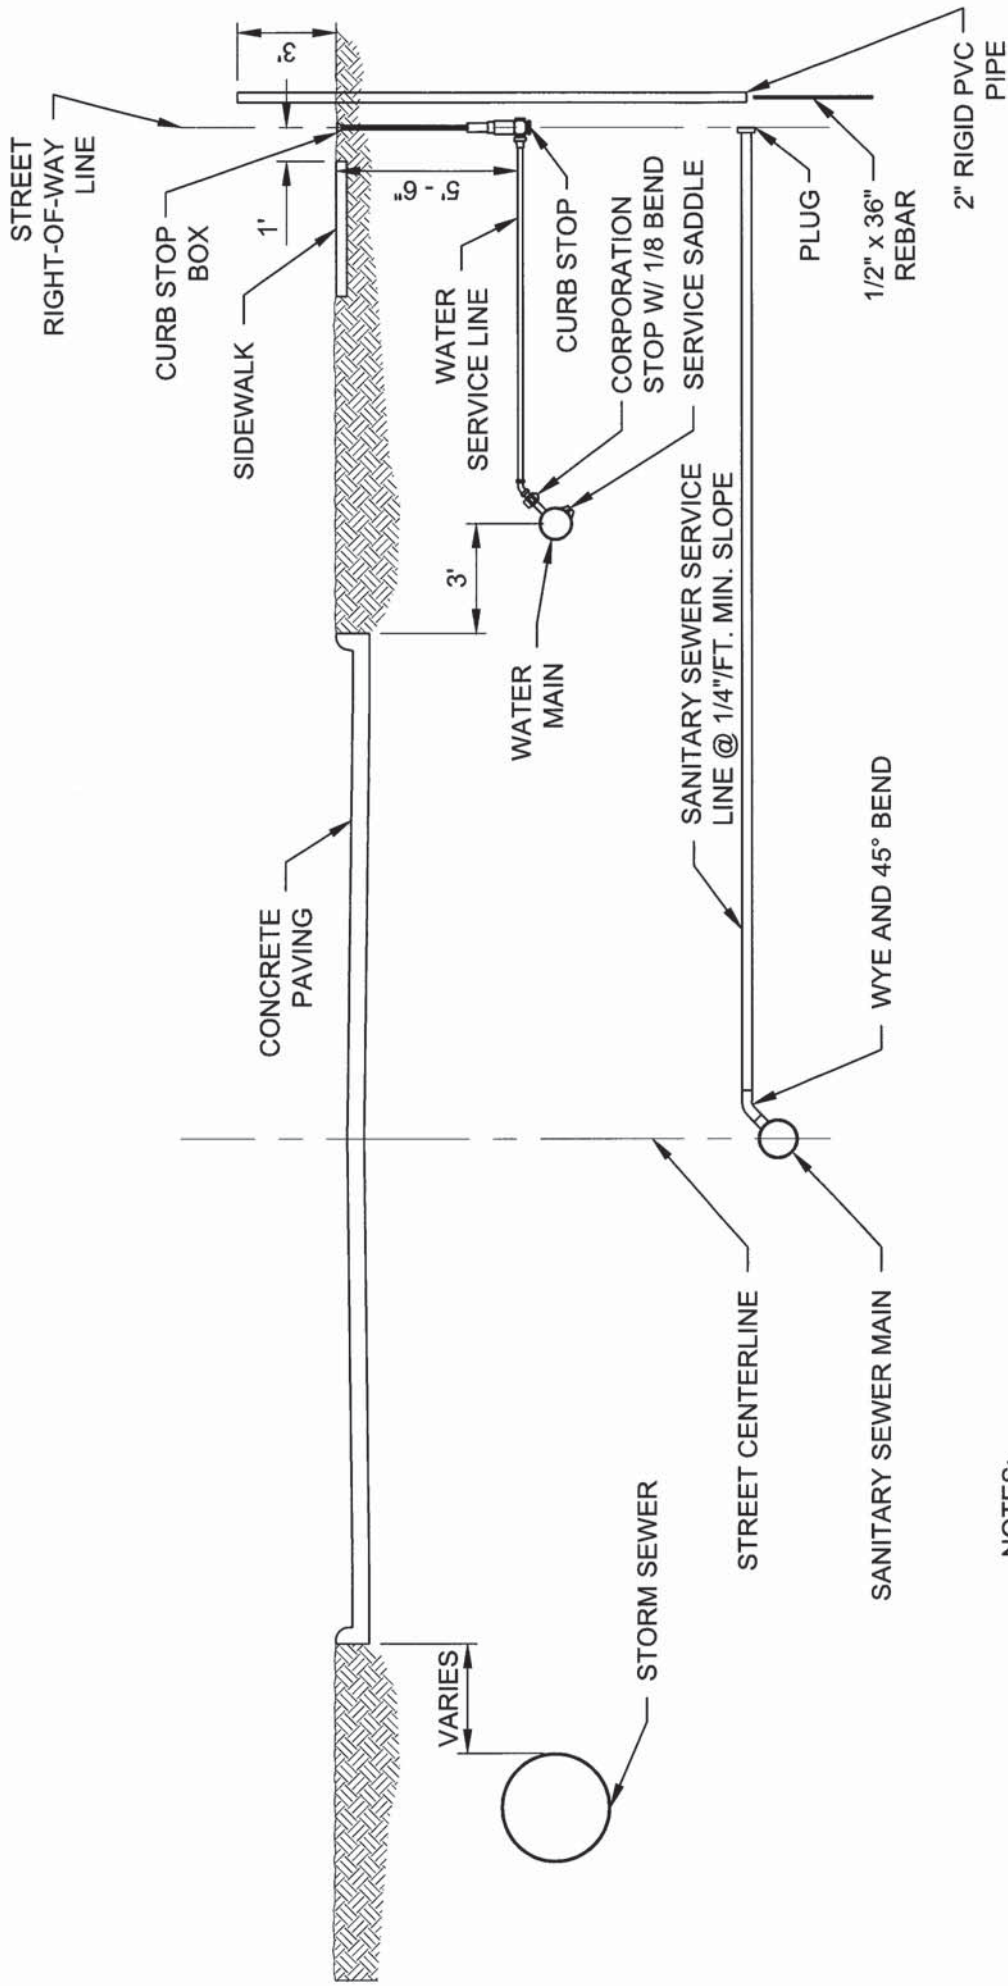 STREET
RIGHT-OF-WAY
LINE
CURB STOP
BOX
SIDEWALK
1'
3'
CONCRETE
PAVING
5' - 6"
VARIES
3'
WATER
SERVICE LINE
WATER
MAIN
CURB STOP
CORPORATION
STOP W/ 1/8 BEND
SERVICE SADDLE
STORM SEWER
SANITARY SEWER SERVICE
LINE @ 1/4"/FT. MIN. SLOPE
STREET CENTERLINE
PLUG
WYE AND 45° BEND
1/2" x 36"
REBAR
SANITARY SEWER MAIN
2" RIGID PVC
PIPE
NOTES: